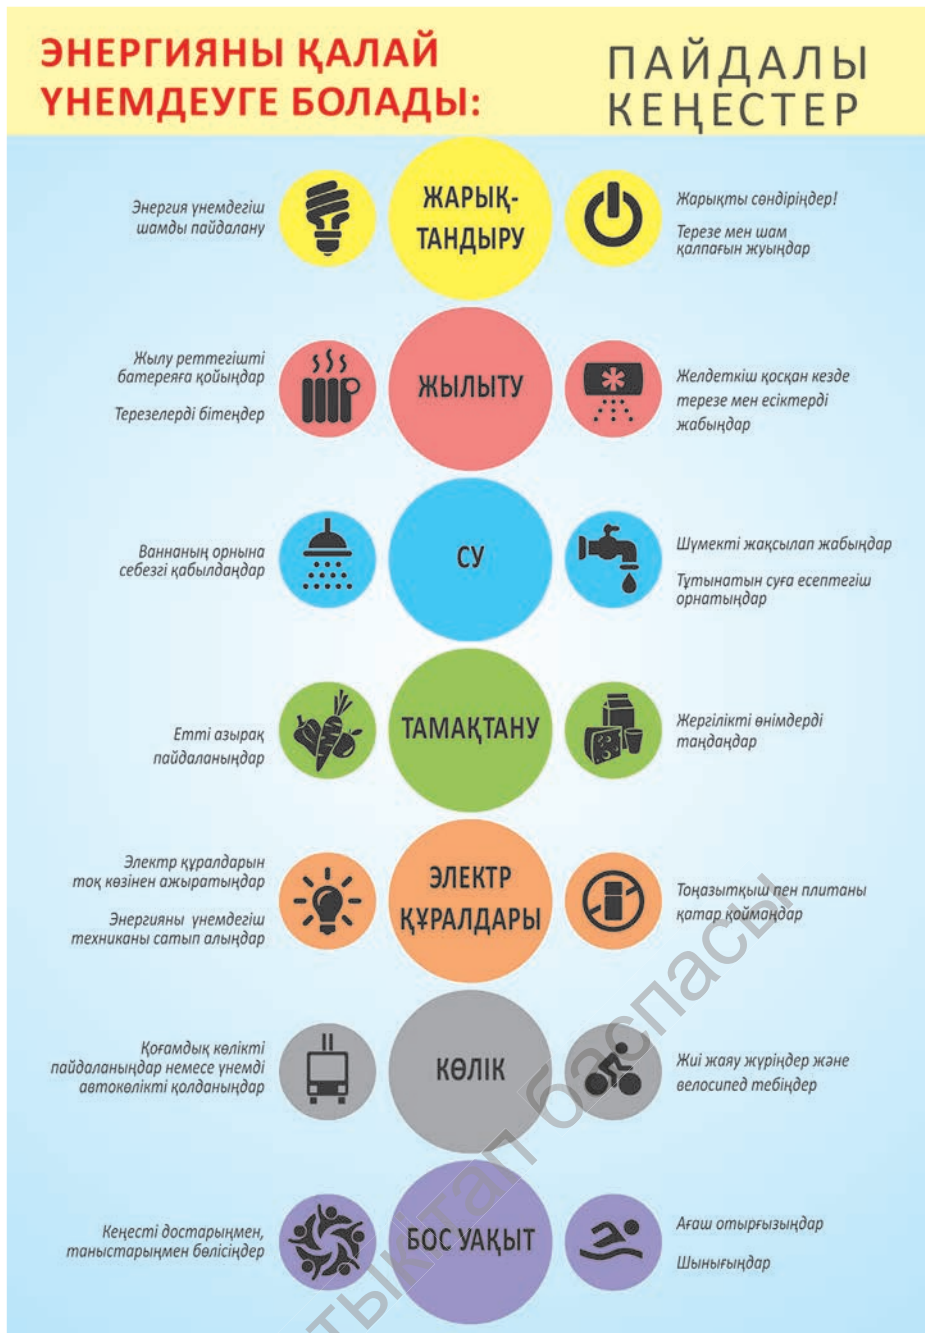 ЭНЕРГИЯНЫ ҚАЛАЙ
ҮНЕМДЕУГЕ БОЛАДЫ:
ПАЙДАЛЫ
КЕҢЕСТЕР
Энергия үнемдегіш
шамды пайдалану
ЖАРЫҚ-
ТАНДЫРУ
Жарықты сөндіріңдер!
Терезе мен шам
қалпағын жуыңдар
Жылу реттегішті
батереяға қойыңдар
Терезелерді бітеңдер
ЖЫЛЫТУ
Желдеткіш қосқан кезде
терезе мен есіктерді
жабыңдар
Ваннаның орнына
себезгі қабылдаңдар
СУ
Шүмекті жақсылап жабыңдар
Тұтынатын суға есептегіш
орнатыңдар
Етті азырақ
пайдаланыңдар
ТАМАҚТАНУ
Жергілікті өнімдерді
таңдаңдар
Электр құралдарын
тоқ көзінен ажыратыңдар
Энергияны үнемдегіш
техниканы сатып алыңдар
ЭЛЕКТР
ҚҰРАЛДАРЫ
Тоңазытқыш пен плитаны
қатар қоймаңдар
Қоғамдық көлікті
пайдаланыңдар немесе үнемді
автокөлікті қолданыңдар
КӨЛІК
Жиі жаяу жүріңдер және
велосипед тебіңдер
Кеңесті достарыңмен,
таныстарыңмен бөлісіңдер
БОС УАҚЫТ
Ағаш отырғызыңдар
Шынығыңдар
баспасы